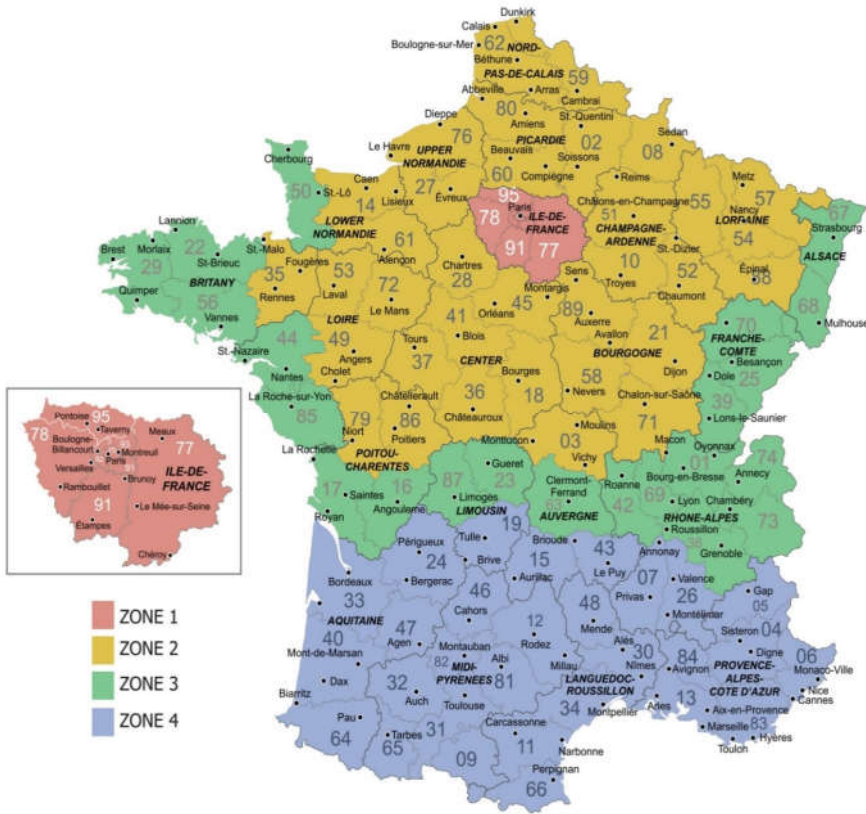 Dunkirk
Calais
Boulogne-sur-Mer
62
NORD-
Béthune
PAS-DE-CALAIS
59
Arras
Abbeville
Cambrai
80
Dieppe
Amiens
St.-Quentini
76
PICARDIE
02
Sedan
UPPER
NORMANDIE
Le Havre
Beauvais
Soissons
08
Cherbourg
60
Compiègne
Reims
Metz
50
Caen
27
St.-Lô
14
Lisieux
Évreux
95
Paris
ILE-DE-
FRANCE
78
91
77
Châlons-en-Champagne
51
CHAMPAGNE-
ARDENNE
55
57
LORRAINE
Nancy
54
67
Strasbourg
ALSACE
LOWER
NORMANDIE
Lannion
Brest
Morlaix
22
St-Brieuc
St.-Malo
61
Alençon
St.-Dizier
29
BRITANY
Fougères
Chartres
Sens
10
Troyes
52
Épinal
88
Quimper
56
35
Rennes
53
Laval
28
Montargis
Chaumont
68
Vannes
72
Le Mans
45
Orléans
89
Auxerre
Mulhouse
44
LOIRE
41
Blois
Avallon
21
70
FRANCHE-
COMTE
St.-Nazaire
49
Angers
Tours
BOURGOGNE
Besançon
Nantes
Cholet
37
CENTER
Dijon
Dole
25
La Roche-sur-Yon
Bourges
58
Nevers
Chalon-sur-Saône
39
85
Châtellerault
36
18
Lons-le-Saunier
79
86
Châteauroux
71
Niort
Poitiers
Montlucon
Moulins
03
Macon
Oyonnax
74
La Rochelle
POITOU-
CHARENTES
Vichy
01
Bourg-en-Bresse
Annecy
87
Gueret
Clermont-
Ferrand
Roanne
17
Saintes
16
Limoges
23
63
69
Lyon
Chambéry
Royan
Angouleme
LIMOUSIN
AUVERGNE
42
RHONE-ALPES
73
Roussillon
38
Grenoble
19
Périgueux
Tulle
Brioude
43
Annonay
24
Brive
15
Le Puy
07
Valence
Bordeaux
Bergerac
Aurillac
Gap
05
33
46
Privas
26
AQUITAINE
Cahors
12
48
Montélimar
Sisteron
04
40
47
Agen
Rodez
Mende
Alès
Digne
Mont-de-Marsan
Montauban
30
84
06
82
MIDI-
PYRENEES
Albi
81
Millau
Nîmes
Avignon
PROVENCE-
ALPES-
COTE D'AZUR
Monaco-Ville
Dax
32
Auch
LANGUEDOC-
ROUSSILLON
Nice
Cannes
Biarritz
Toulouse
34
Arles
13
Aix-en-Provence
Pau
Montpellier
Marseille
83
64
Tarbes
31
Carcassonne
Toulon
Hyères
65
09
11
Narbonne
Perpignan
66
Pontoise
95
78
Taverny
Meaux
77
Boulogne-
Billancourt
93
Montreuil
Paris
Versailles
Brunoy
ILE-DE-
FRANCE
Rambouillet
91
Le Mée-sur-Seine
Étampes
Chéroy
ZONE 1
ZONE 2
ZONE 3
ZONE 4